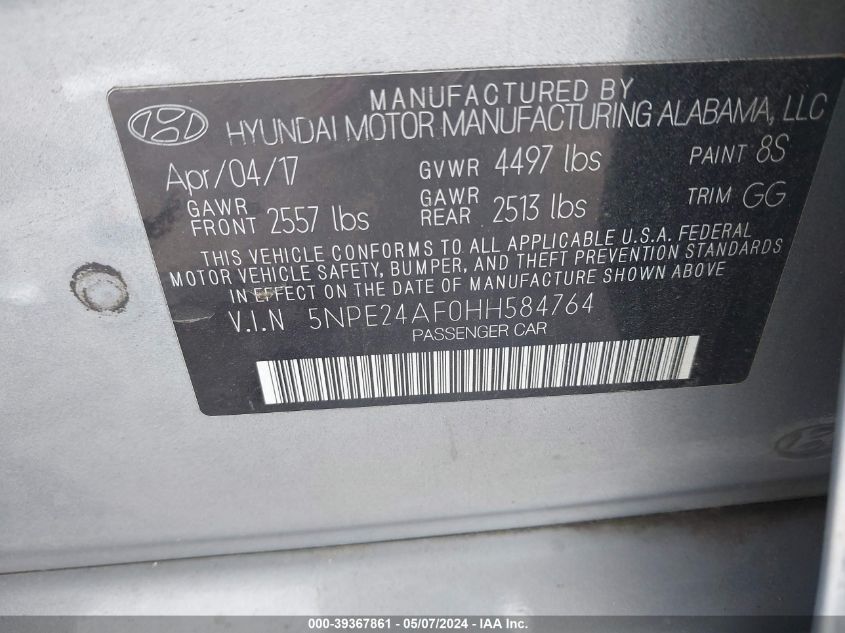 MANUFACTURED BY
HYUNDAI MOTOR MANUFACTURING ALABAMA, LLC
Apr/04/17 GVWR 4497 lbs PAINT 8S
GAWR FRONT 2557 lbs GAWR REAR 2513 lbs TRIM GG
THIS VEHICLE CONFORMS TO ALL APPLICABLE U.S.A. FEDERAL
MOTOR VEHICLE SAFETY, BUMPER, AND THEFT PREVENTION STANDARDS
IN EFFECT ON THE DATE OF MANUFACTURE SHOWN ABOVE
V.I.N 5NPE24AF0HH584764
PASSENGER CAR
000-39367861 - 05/07/2024 - IAA Inc.